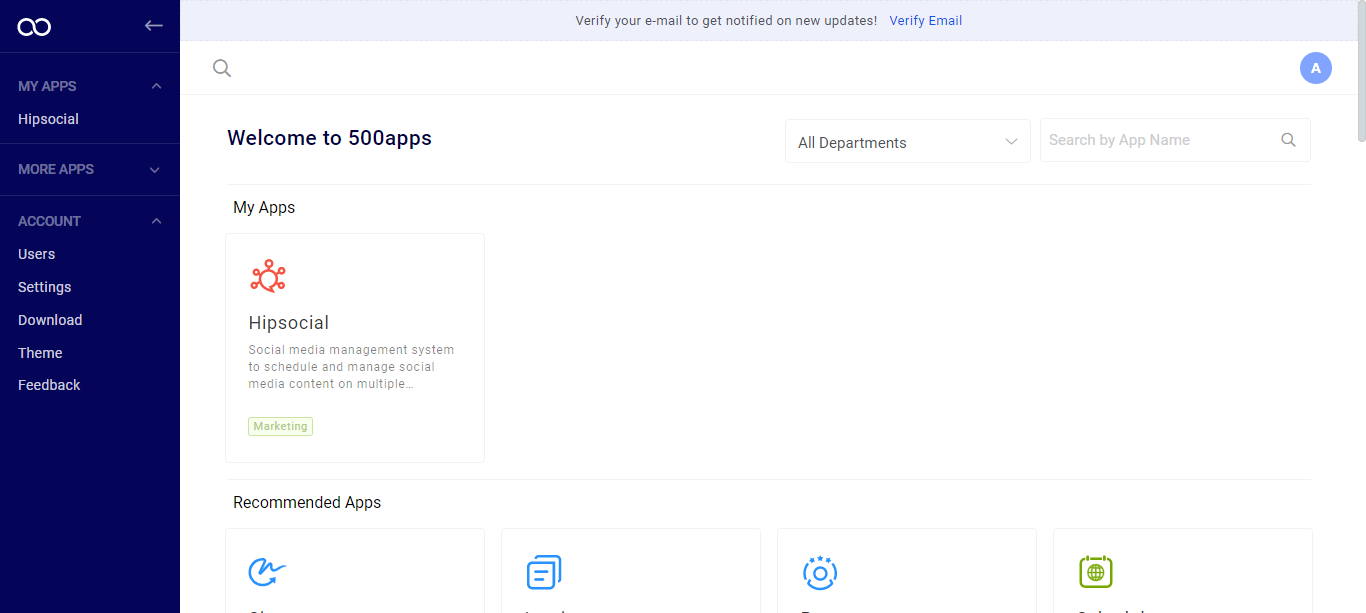 Verify your e-mail to get notified on new updates! Verify Email
MY APPS
Hipsocial
MORE APPS
ACCOUNT
Users
Settings
Download
Theme
Feedback
A
Welcome to 500apps
All Departments
Search by App Name
My Apps
Hipsocial
Social media management system
to schedule and manage social
media content on multiple...
Marketing
Recommended Apps